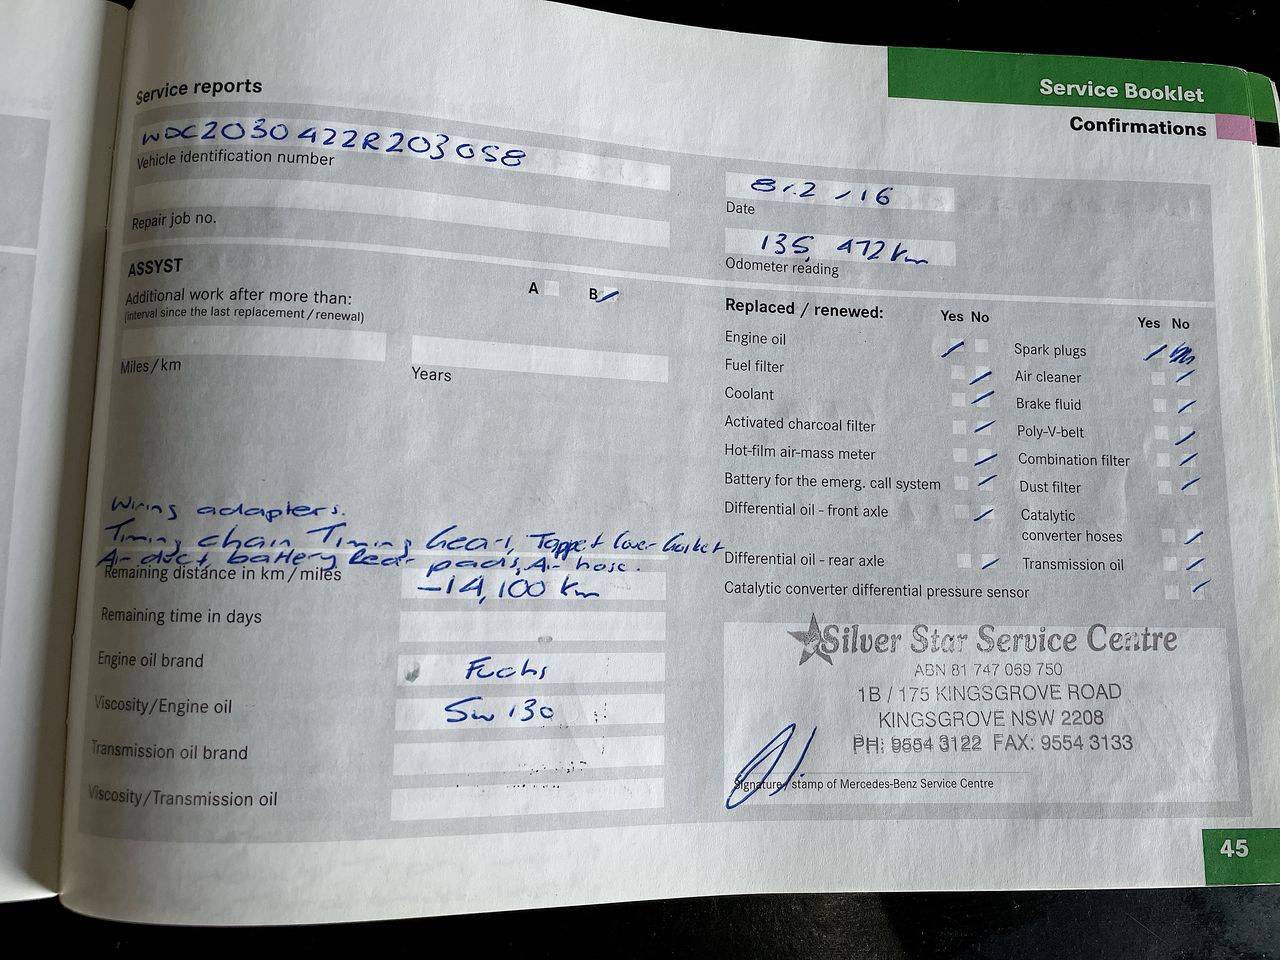 Service Booklet
Confirmations
Service reports
WDC2030422R203058
Vehicle identification number
Repair job no.
8/2/16
Date
135,472km
Odometer reading
ASSYST
A B
Additional work after more than:
(interval since the last replacement / renewal)
Miles/km
Years
Wiring adapters.
Timing chain Timing Gears, Tappet Cover Gasket
Air duct, battery, Rear pads, Air hose.
Remaining distance in km/miles
-14,100 km
Remaining time in days
Engine oil brand
Fuchs
Viscosity/Engine oil
5w 130
Transmission oil brand
Viscosity/Transmission oil
Replaced / renewed:
Yes No
Engine oil
Fuel filter
Coolant
Activated charcoal filter
Hot-film air-mass meter
Battery for the emerg. call system
Differential oil - front axle
Differential oil - rear axle
Catalytic converter differential pressure sensor
Yes No
Spark plugs
Air cleaner
Brake fluid
Poly-V-belt
Combination filter
Dust filter
Catalytic
converter hoses
Transmission oil
Silver Star Service Centre
ABN 81 747 069 750
1B / 175 KINGSGROVE ROAD
KINGSGROVE NSW 2208
PH: 9554 3122 FAX: 9554 3133
Signature / stamp of Mercedes-Benz Service Centre
45